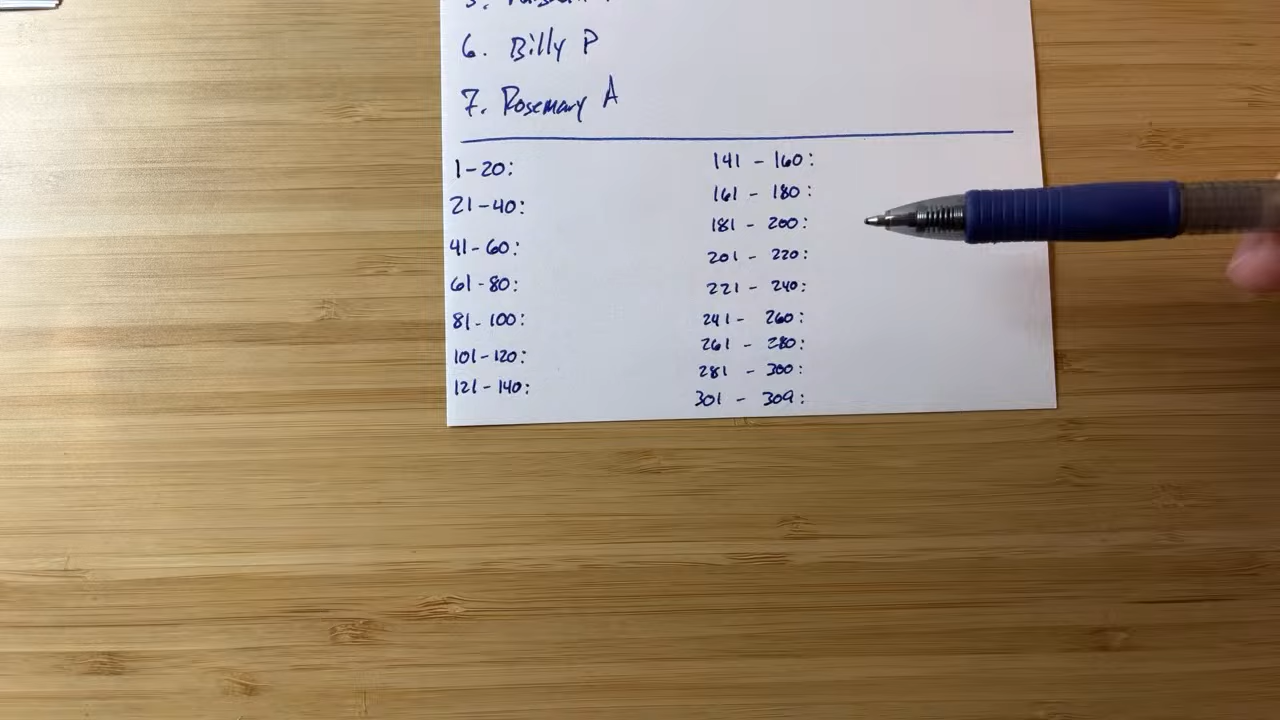 6. Billy P
7. Rosemary A
1-20:
21-40:
41-60:
61-80:
81-100:
101-120:
121-140:
141 - 160:
161 - 180:
181 - 200:
201 - 220:
221 - 240:
241 - 260:
261 - 280:
281 - 300:
301 - 309: